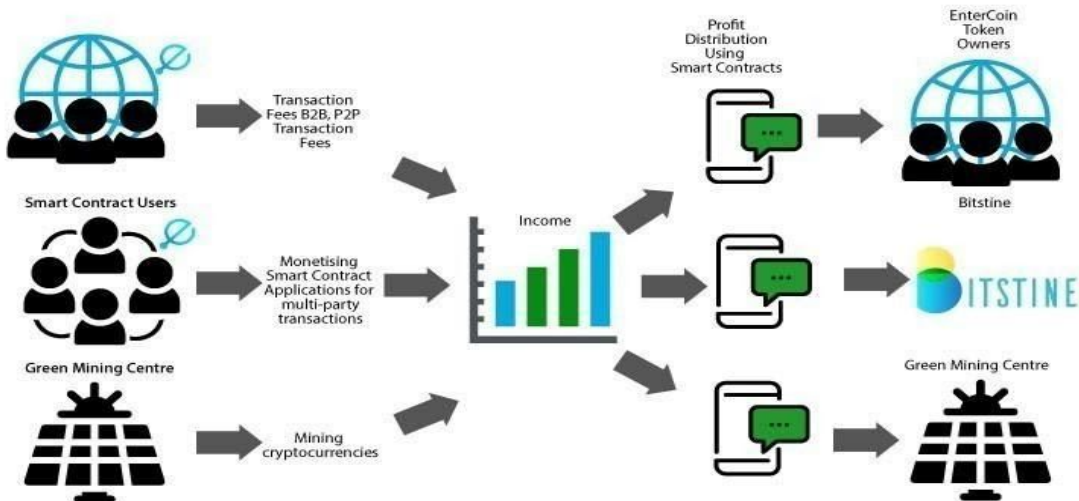 Transaction
Fees B2B, P2P
Transaction
Fees
Smart Contract Users
Monetising
Smart Contract
Applications for
multi-party
transactions
Green Mining Centre
Mining
cryptocurrencies
Income
Profit
Distribution
Using
Smart Contracts
EnterCoin
Token
Owners
Bitstine
BITSTINE
Green Mining Centre